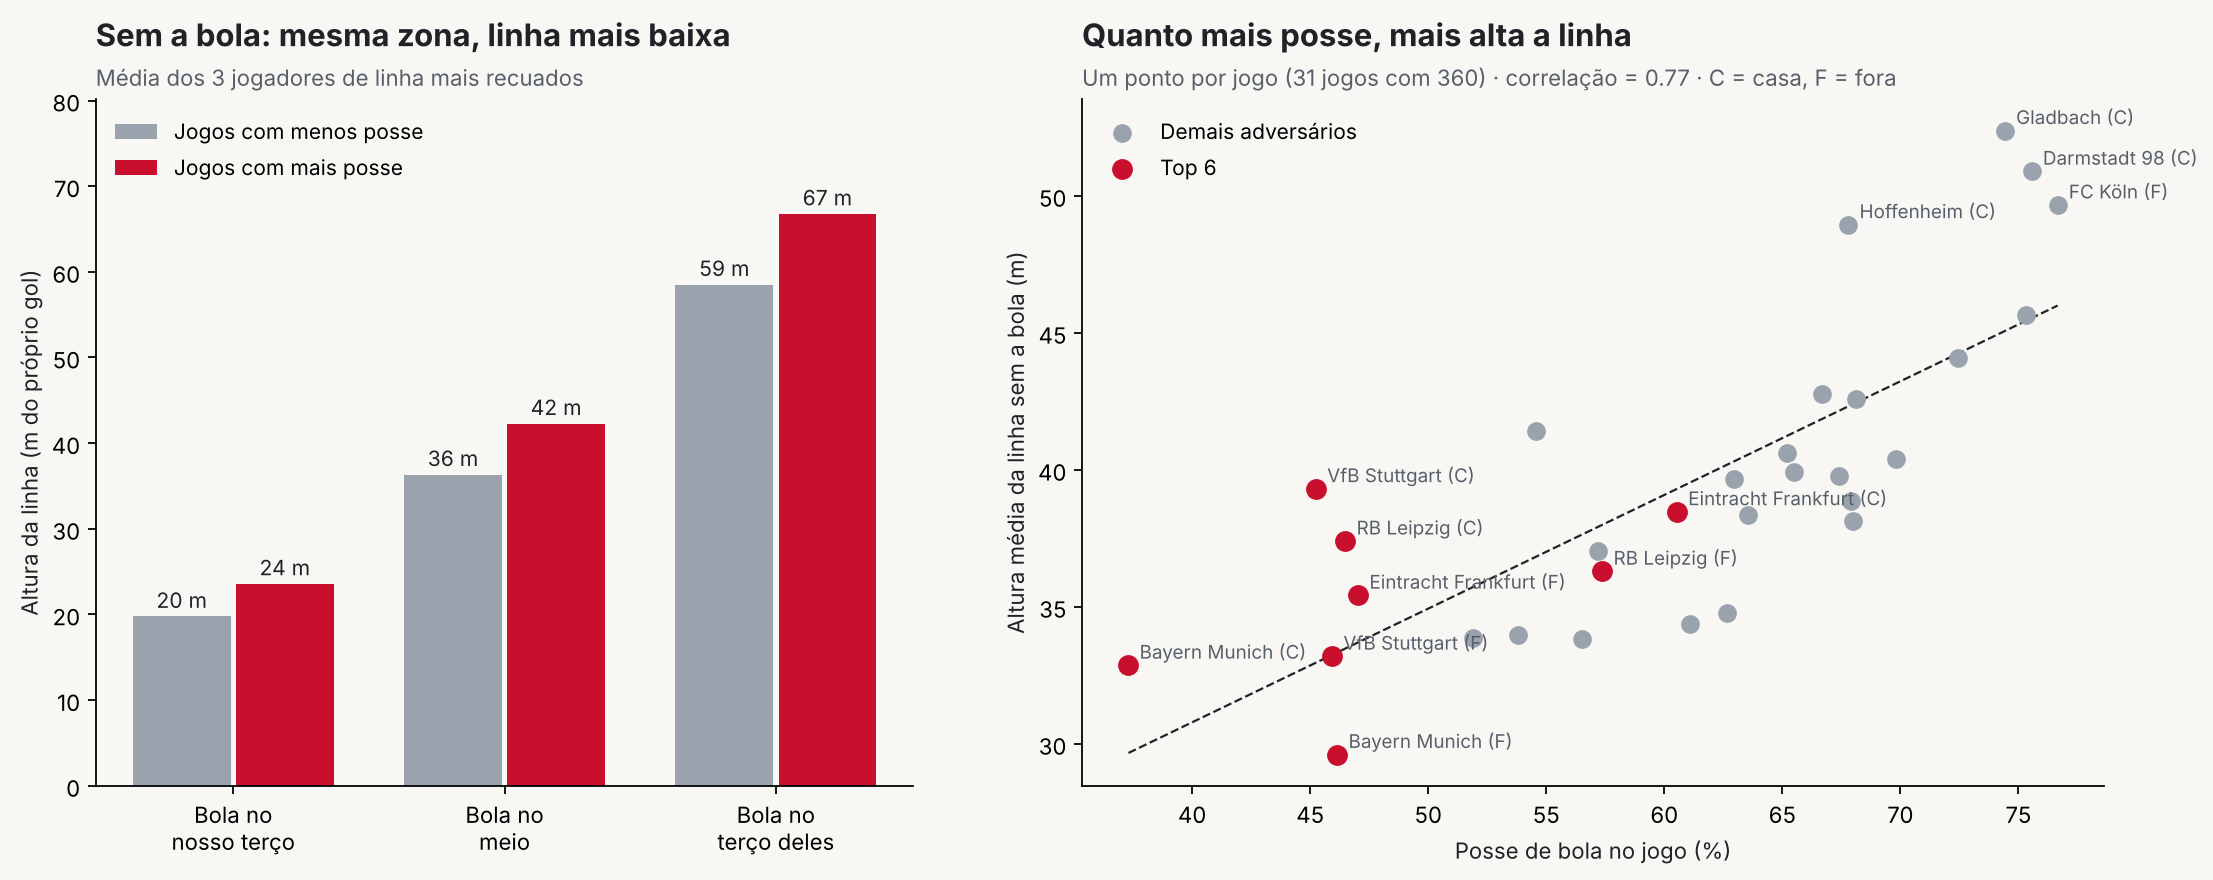 Sem a bola: mesma zona, linha mais baixa
Média dos 3 jogadores de linha mais recuados
Altura da linha (m do próprio gol)
80
70
60
50
40
30
20
10
0
Jogos com menos posse
Jogos com mais posse
20 m
24 m
36 m
42 m
59 m
67 m
Bola no
nosso terço
Bola no
meio
Bola no
terço deles
Quanto mais posse, mais alta a linha
Um ponto por jogo (31 jogos com 360) · correlação = 0.77 · C = casa, F = fora
Altura média da linha sem a bola (m)
50
45
40
35
30
Demais adversários
Top 6
Gladbach (C)
Darmstadt 98 (C)
FC Köln (F)
Hoffenheim (C)
VfB Stuttgart (C)
Eintracht Frankfurt (C)
RB Leipzig (C)
RB Leipzig (F)
Eintracht Frankfurt (F)
VfB Stuttgart (F)
Bayern Munich (C)
Bayern Munich (F)
40
45
50
55
60
65
70
75
Posse de bola no jogo (%)